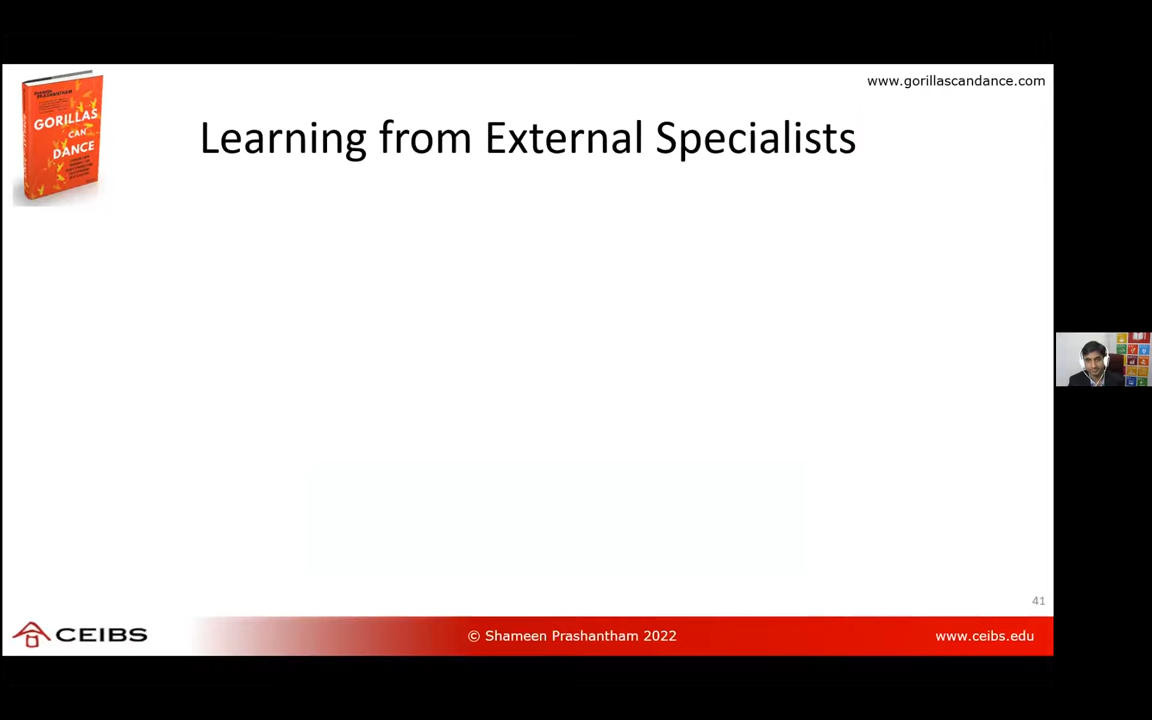 www.gorillascandance.com
GORILLAS
CAN
DANCE
Learning from External Specialists
41
CEIBS
© Shameen Prashantham 2022
www.ceibs.edu